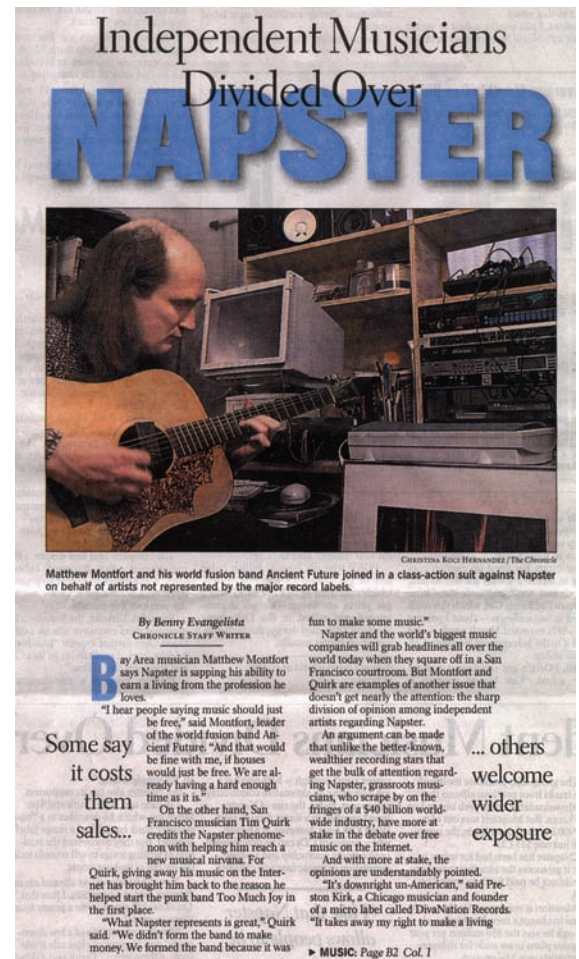 Independent Musicians
Divided Over
NAPSTER
CHRISTINA KOCI HERNANDEZ / The Chronicle
Matthew Montfort and his world fusion band Ancient Future joined in a class-action suit against Napster
on behalf of artists not represented by the major record labels.
By Benny Evangelista
CHRONICLE STAFF WRITER
Bay Area musician Matthew Montfort
says Napster is sapping his ability to
earn a living from the profession he
loves.
"I hear people saying music should just
be free," said Montfort, leader
of the world fusion band An-
cient Future. "And that would
be fine with me, if houses
would just be free. We are al-
ready having a hard enough
time as it is."
On the other hand, San
Francisco musician Tim Quirk
credits the Napster phenome-
non with helping him reach a
new musical nirvana. For
Quirk, giving away his music on the Inter-
net has brought him back to the reason he
helped start the punk band Too Much Joy in
the first place.
"What Napster represents is great," Quirk
said. "We didn't form the band to make
money. We formed the band because it was
Some say
it costs
them
sales...
fun to make some music."
Napster and the world's biggest music
companies will grab headlines all over the
world today when they square off in a San
Francisco courtroom. But Montfort and
Quirk are examples of another issue that
doesn't get nearly the attention: the sharp
division of opinion among independent
artists regarding Napster.
An argument can be made
that unlike the better-known,
wealthier recording stars that
get the bulk of attention regard-
ing Napster, grassroots musi-
cians, who scrape by on the
fringes of a $40 billion world-
wide industry, have more at
stake in the debate over free
music on the Internet.
And with more at stake, the
opinions are understandably pointed.
"It's downright un-American," said Pre-
ston Kirk, a Chicago musician and founder
of a micro label called DivaNation Records.
"It takes away my right to make a living
... others
welcome
wider
exposure
▶ MUSIC: Page B2 Col. 1